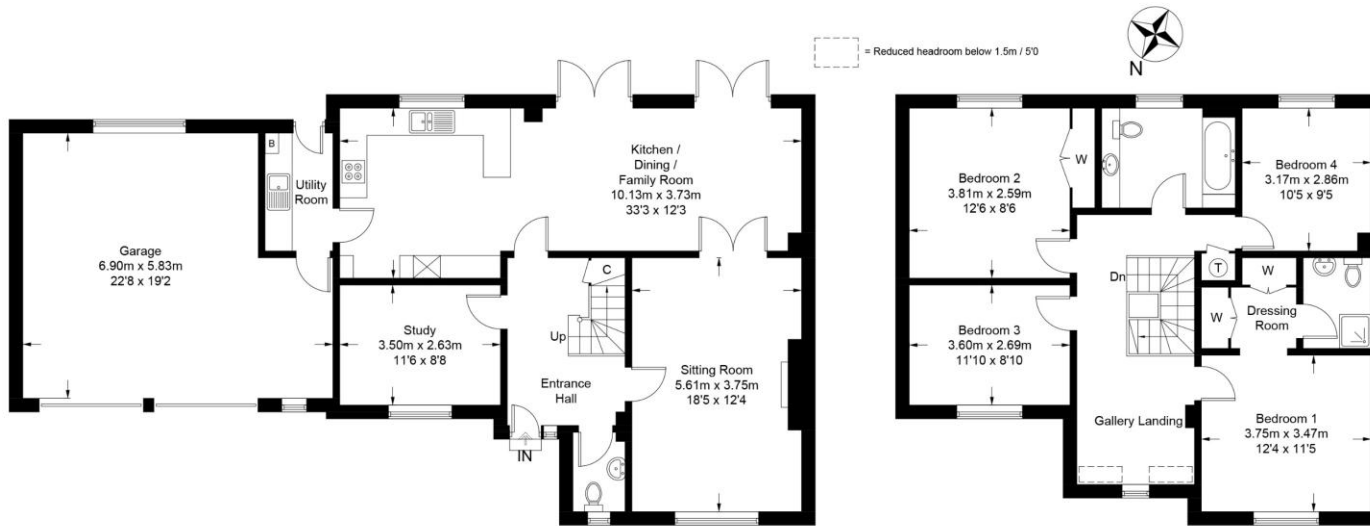 = Reduced headroom below 1.5m / 5'0
N
B
Utility
Room
Kitchen /
Dining /
Family Room
10.13m x 3.73m
33'3 x 12'3
Garage
6.90m x 5.83m
22'8 x 19'2
Study
3.50m x 2.63m
11'6 x 8'8
C
Up
Entrance
Hall
IN
Sitting Room
5.61m x 3.75m
18'5 x 12'4
Bedroom 2
3.81m x 2.59m
12'6 x 8'6
W
Bedroom 4
3.17m x 2.86m
10'5 x 9'5
Dn
T
W
W
Dressing
Room
Bedroom 3
3.60m x 2.69m
11'10 x 8'10
Gallery Landing
Bedroom 1
3.75m x 3.47m
12'4 x 11'5